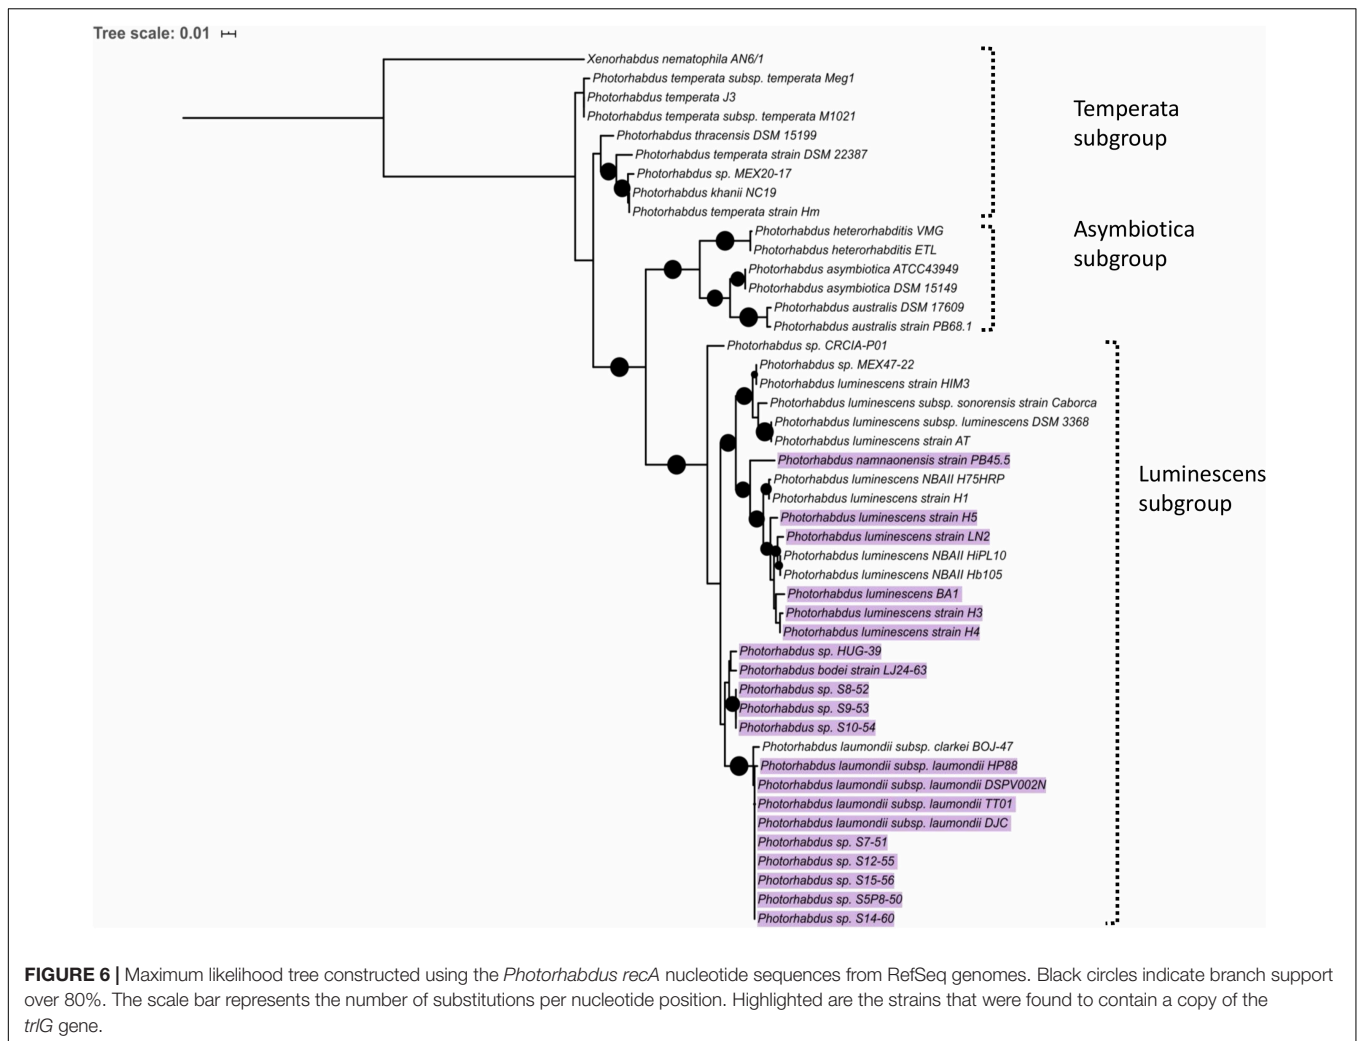 Tree scale: 0.01
Xenorhabdus nematophila AN6/1
Photorhabdus temperata subsp. temperata Meg1
Photorhabdus temperata J3
Photorhabdus temperata subsp. temperata M1021
Photorhabdus thracensis DSM 15199
Photorhabdus temperata strain DSM 22387
Photorhabdus sp. MEX20-17
Photorhabdus khanii NC19
Photorhabdus temperata strain Hm
Temperata
subgroup
Photorhabdus heterorhabditis VMG
Photorhabdus heterorhabditis ETL
Photorhabdus asymbiotica ATCC43949
Photorhabdus asymbiotica DSM 15149
Photorhabdus australis DSM 17609
Photorhabdus australis strain PB68.1
Asymbiotica
subgroup
Photorhabdus sp. CRCIA-P01
Photorhabdus sp. MEX47-22
Photorhabdus luminescens strain HIM3
Photorhabdus luminescens subsp. sonorensis strain Caborca
Photorhabdus luminescens subsp. luminescens DSM 3368
Photorhabdus luminescens strain AT
Photorhabdus namnaonensis strain PB45.5
Photorhabdus luminescens NBAII H75HRP
Photorhabdus luminescens strain H1
Photorhabdus luminescens strain H5
Photorhabdus luminescens strain LN2
Photorhabdus luminescens NBAII HiPL10
Photorhabdus luminescens NBAII Hb105
Photorhabdus luminescens BA1
Photorhabdus luminescens strain H3
Photorhabdus luminescens strain H4
Photorhabdus sp. HUG-39
Photorhabdus bodei strain LJ24-63
Photorhabdus sp. S8-52
Photorhabdus sp. S9-53
Photorhabdus sp. S10-54
Photorhabdus laumondii subsp. clarkei BOJ-47
Photorhabdus laumondii subsp. laumondii HP88
Photorhabdus laumondii subsp. laumondii DSPV002N
Photorhabdus laumondii subsp. laumondii TT01
Photorhabdus laumondii subsp. laumondii DJC
Photorhabdus sp. S7-51
Photorhabdus sp. S12-55
Photorhabdus sp. S15-56
Photorhabdus sp. S5P8-50
Photorhabdus sp. S14-60
Luminescens
subgroup
FIGURE 6 | Maximum likelihood tree constructed using the Photorhabdus recA nucleotide sequences from RefSeq genomes. Black circles indicate branch support
over 80%. The scale bar represents the number of substitutions per nucleotide position. Highlighted are the strains that were found to contain a copy of the
trlG gene.